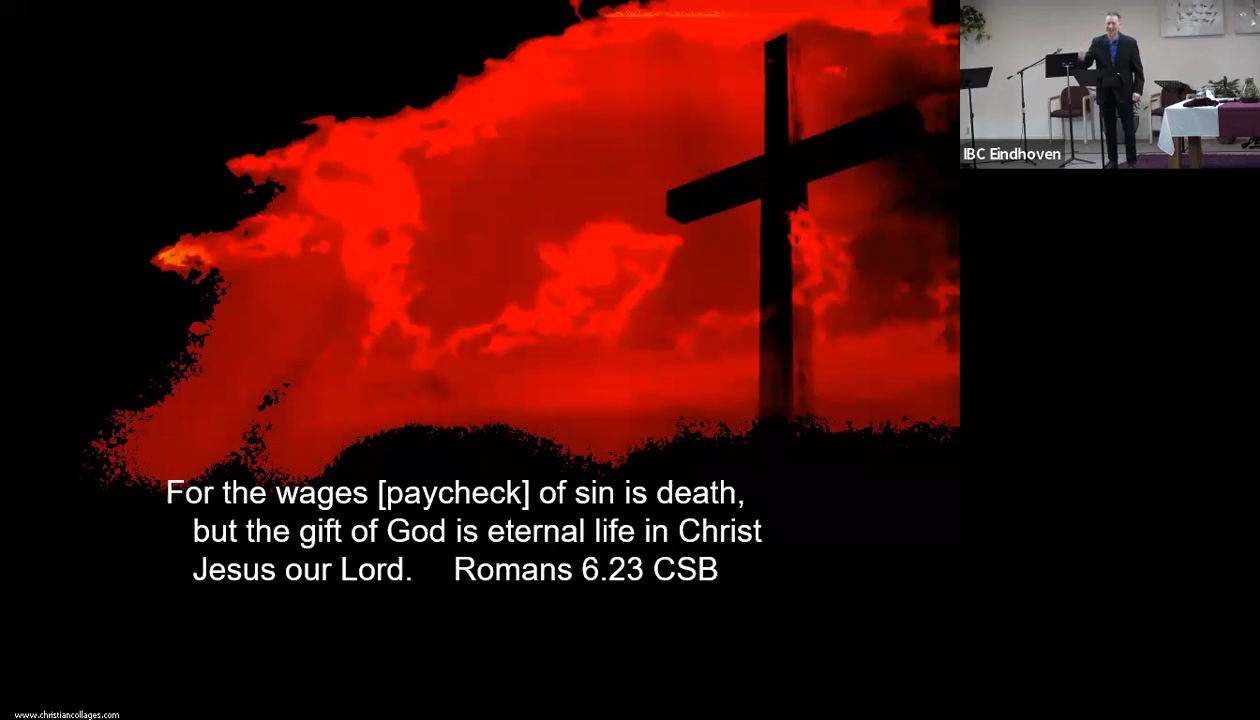 IBC Eindhoven
For the wages [paycheck] of sin is death,
but the gift of God is eternal life in Christ
Jesus our Lord. Romans 6.23 CSB
www.christiancollages.com